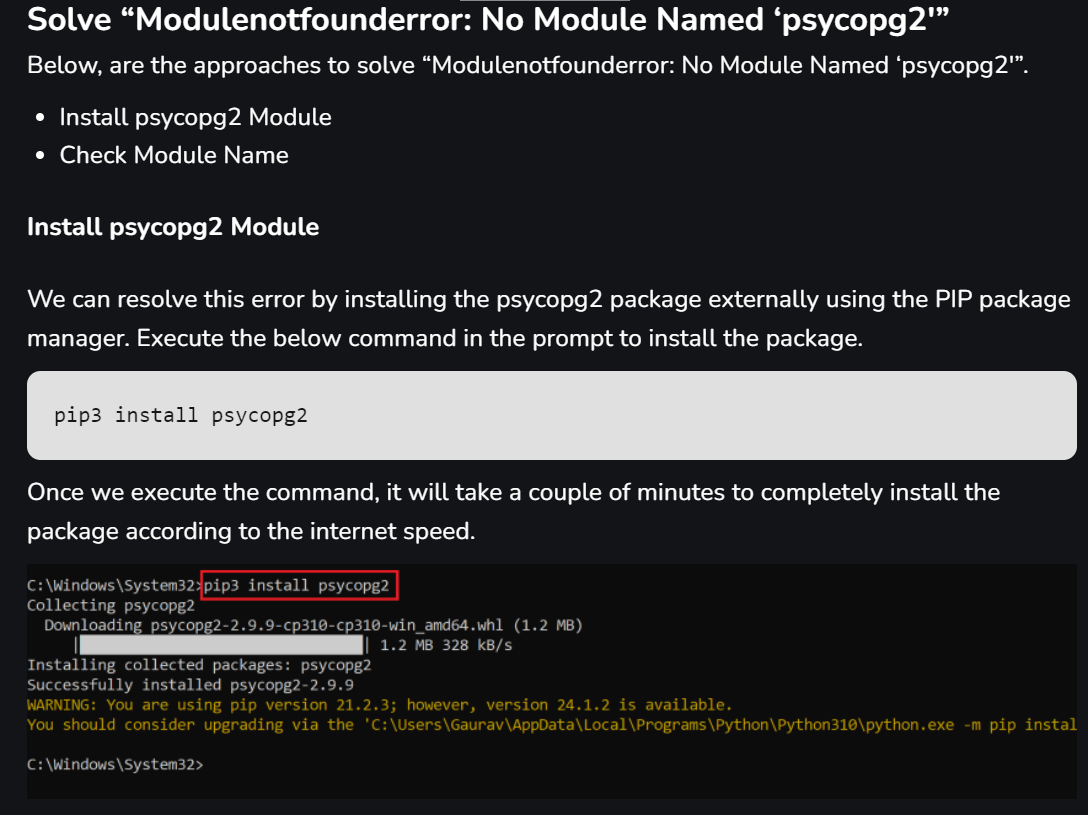 Solve “Modulenotfounderror: No Module Named ‘psycopg2'”
Below, are the approaches to solve “Modulenotfounderror: No Module Named ‘psycopg2'”.
• Install psycopg2 Module
• Check Module Name
Install psycopg2 Module
We can resolve this error by installing the psycopg2 package externally using the PIP package
manager. Execute the below command in the prompt to install the package.
pip3 install psycopg2
Once we execute the command, it will take a couple of minutes to completely install the
package according to the internet speed.
C:\Windows\System32>pip3 install psycopg2
Collecting psycopg2
  Downloading psycopg2-2.9.9-cp310-cp310-win_amd64.whl (1.2 MB)
     |                                | 1.2 MB 328 kB/s
Installing collected packages: psycopg2
Successfully installed psycopg2-2.9.9
WARNING: You are using pip version 21.2.3; however, version 24.1.2 is available.
You should consider upgrading via the 'C:\Users\Gaurav\AppData\Local\Programs\Python\Python310\python.exe -m pip instal
C:\Windows\System32>